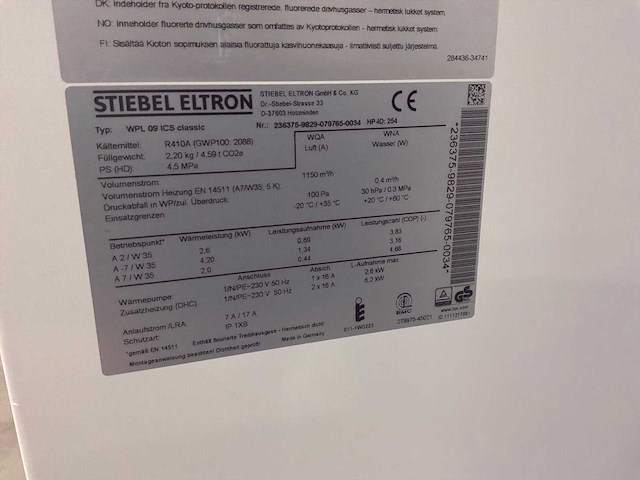 DK: Indeholder fra Kyoto-protokollen registrerede, fluorerede drivhusgasser – hermetisk lukket system
NO: Inneholder fluorerte drivhusgasser som omfattes av Kyotoprotokollen - hermetisk lukket system
FI: Sisältää Kioton sopimuksen alaisia fluorattuja kasvihuonekaasuja - ilmatiiviisti suljettu järjestelmä.
284436-34741
STIEBEL ELTRON
STIEBEL ELTRON GmbH & Co. KG
Dr.-Stiebel-Strasse 33
D-37603 Holzminden
CE
Typ: WPL 09 ICS classic
Nr.: 236375-9829-079765-0034 HP-ID: 254
Kältemittel: R410A (GWP100: 2088)
Füllgewicht: 2,20 kg / 4,59 t CO2e
PS (HD): 4,5 MPa
WQA WNA
Luft (A) Wasser (W)
Volumenstrom: 1150 m³/h
Volumenstrom Heizung EN 14511 (A7/W35, 5 K): 0,4 m³/h
Druckabfall in WP/zul. Überdruck: 100 Pa 30 hPa / 0,3 MPa
Einsatzgrenzen: -20 °C / +35 °C +20 °C / +60 °C
Betriebspunkt* Wärmeleistung (kW) Leistungsaufnahme (kW) Leistungszahl (COP) (-)
A 2 / W 35 2,6 0,69 3,83
A -7 / W 35 4,20 1,34 3,16
A 7 / W 35 2,0 0,44 4,66
Anschluss Absich. L-Aufnahme max.
Wärmepumpe: 1/N/PE~230 V 50 Hz 1 x 16 A 2,6 kW
Zusatzheizung (DHC): 1/N/PE~230 V 50 Hz 2 x 16 A 6,2 kW
Anlaufstrom /LRA: 7 A / 17 A
Schutzart: IP 1XB
*gemäß EN 14511
Enthält fluorierte Treibhausgase - Hermetisch dicht
Montageanweisung beachten! Dichtheit geprüft!
EMC
GS
www.tuv.com
*236375-9829-079765-0034*